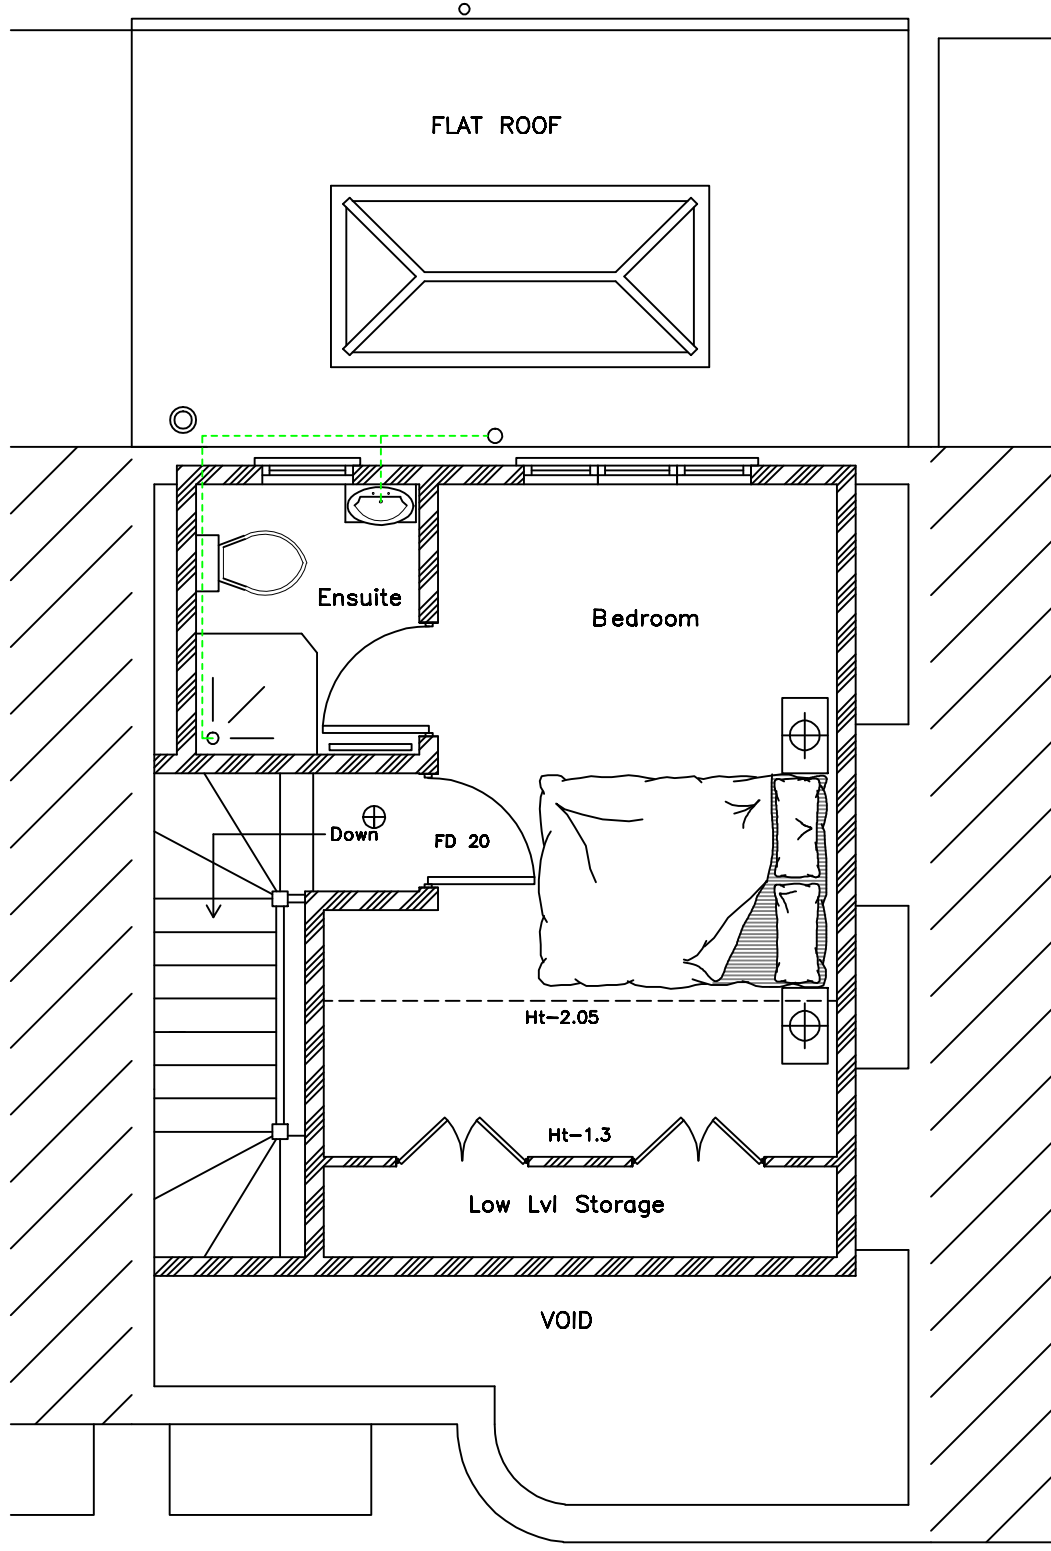 FLAT ROOF
Ensuite
Bedroom
Down
FD 20
Ht-2.05
Ht-1.3
Low Lvl Storage
VOID